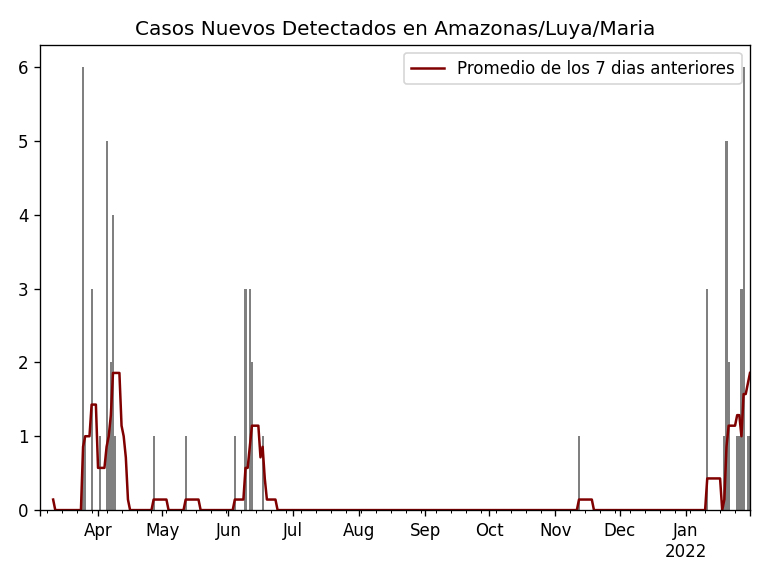 Casos Nuevos Detectados en Amazonas/Luya/Maria
Promedio de los 7 dias anteriores
6
5
4
3
2
1
0
Apr May Jun Jul Aug Sep Oct Nov Dec Jan
2022